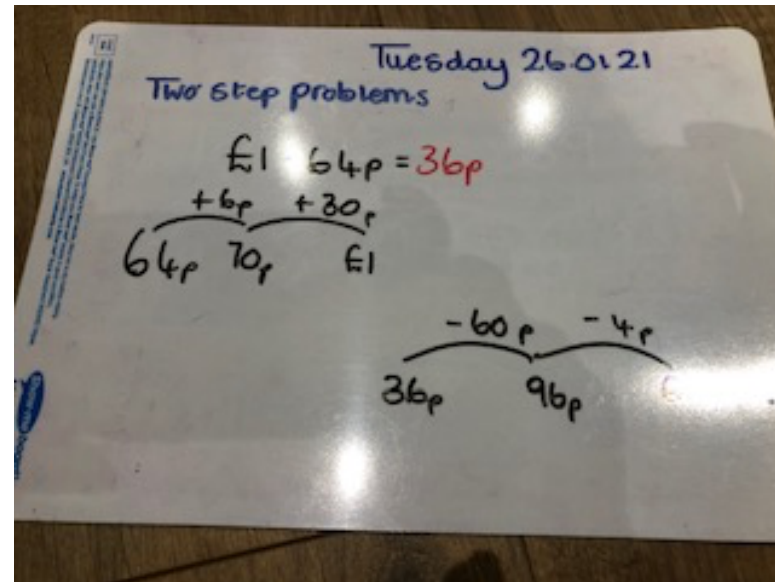 Tuesday 26.01.21
Two step problems
£1 64p = 36p
+6p +30p
64p 70p £1
-60p -4p
36p 96p